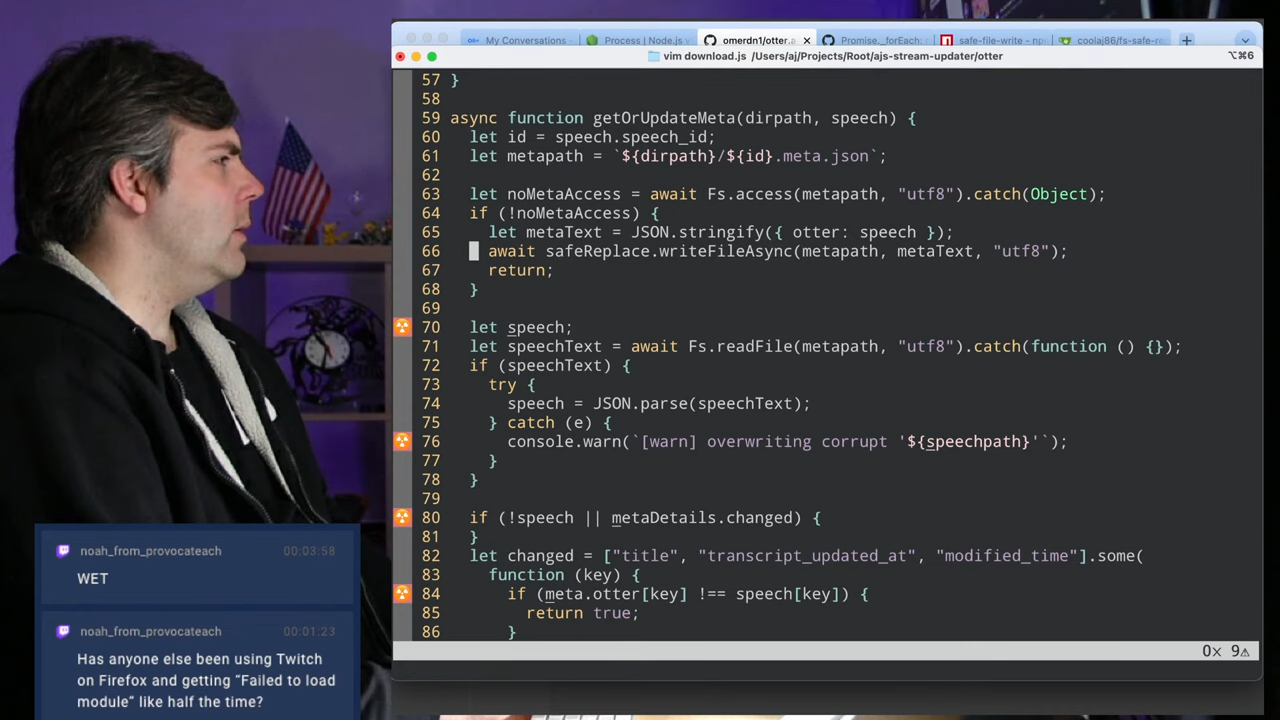 My Conversations
Process | Node.js
omerdn1/otter.
Promise._forEach:
safe-file-write - np
coolaj86/fs-safe-re
vim download.js /Users/aj/Projects/Root/ajs-stream-updater/otter
⌥⌘6
57 }
58
59 async function getOrUpdateMeta(dirpath, speech) {
60 let id = speech.speech_id;
61 let metapath = `${dirpath}/${id}.meta.json`;
62
63 let noMetaAccess = await Fs.access(metapath, "utf8").catch(Object);
64 if (!noMetaAccess) {
65 let metaText = JSON.stringify({ otter: speech });
66 await safeReplace.writeFileAsync(metapath, metaText, "utf8");
67 return;
68 }
69
70 let speech;
71 let speechText = await Fs.readFile(metapath, "utf8").catch(function () {});
72 if (speechText) {
73 try {
74 speech = JSON.parse(speechText);
75 } catch (e) {
76 console.warn(`[warn] overwriting corrupt '${speechpath}'`);
77 }
78 }
79
80 if (!speech || metaDetails.changed) {
81 }
82 let changed = ["title", "transcript_updated_at", "modified_time"].some(
83 function (key) {
84 if (meta.otter[key] !== speech[key]) {
85 return true;
86 }
0× 9⚠
noah_from_provocateach 00:03:58
WET
noah_from_provocateach 00:01:23
Has anyone else been using Twitch
on Firefox and getting "Failed to load
module" like half the time?